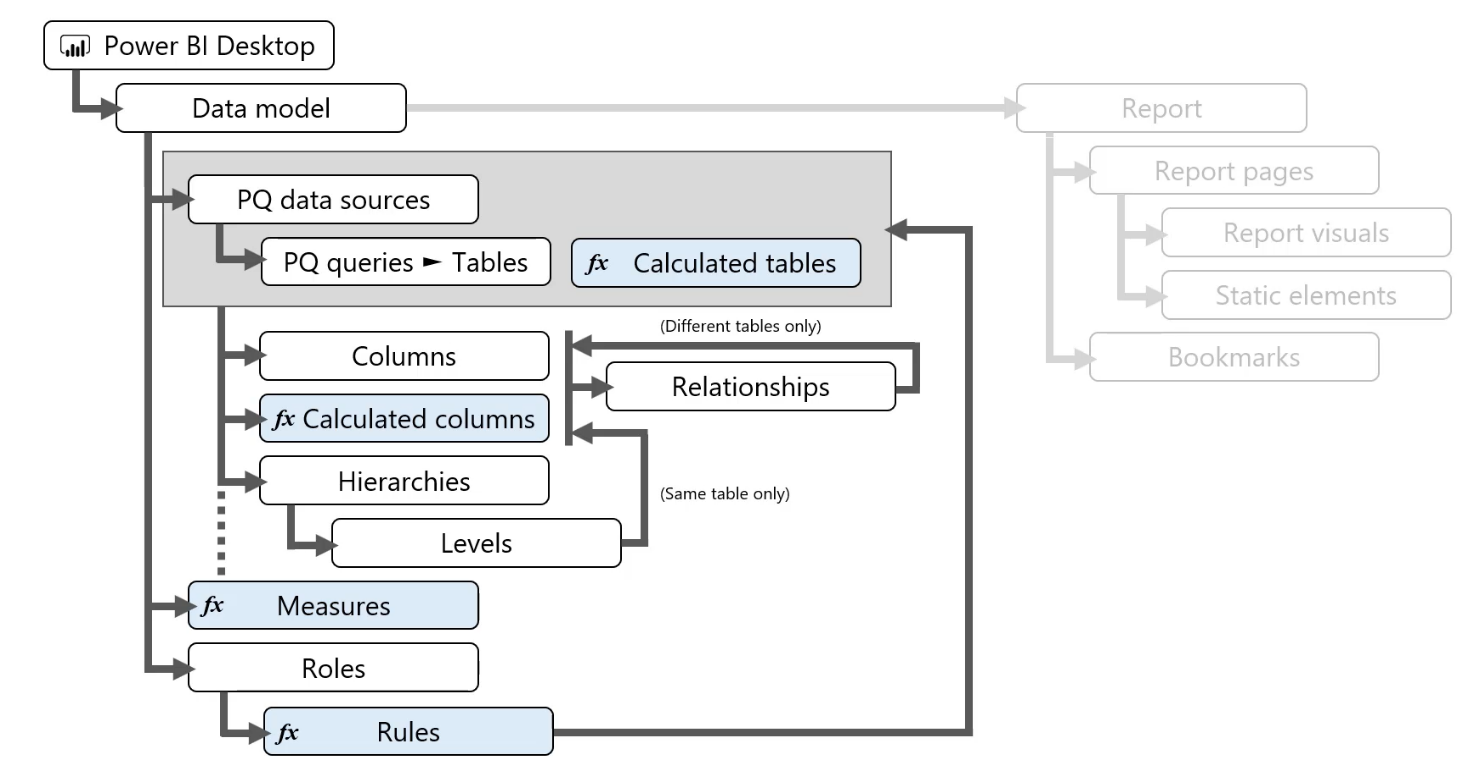 Power BI Desktop
Data model
Report
PQ data sources
Report pages
PQ queries ► Tables
fx Calculated tables
Report visuals
Static elements
(Different tables only)
Columns
Bookmarks
Relationships
fx Calculated columns
Hierarchies
(Same table only)
Levels
fx Measures
Roles
fx Rules